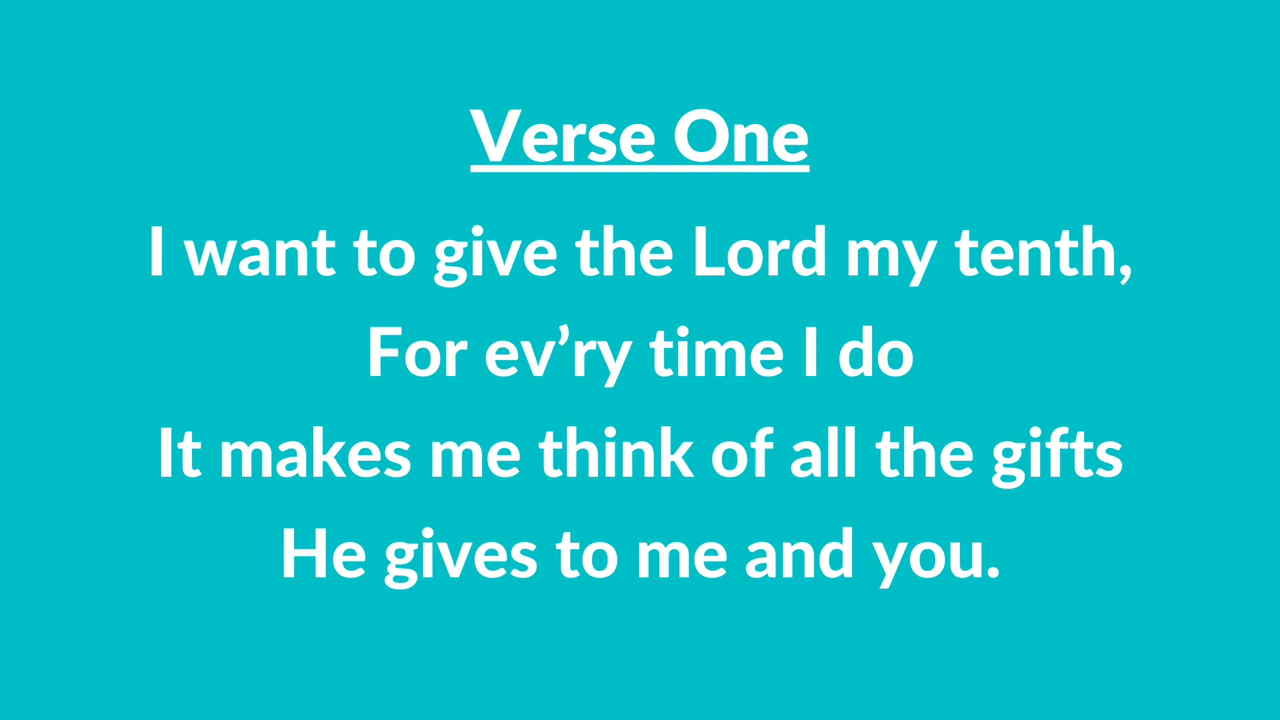 Verse One
I want to give the Lord my tenth,
For ev’ry time I do
It makes me think of all the gifts
He gives to me and you.